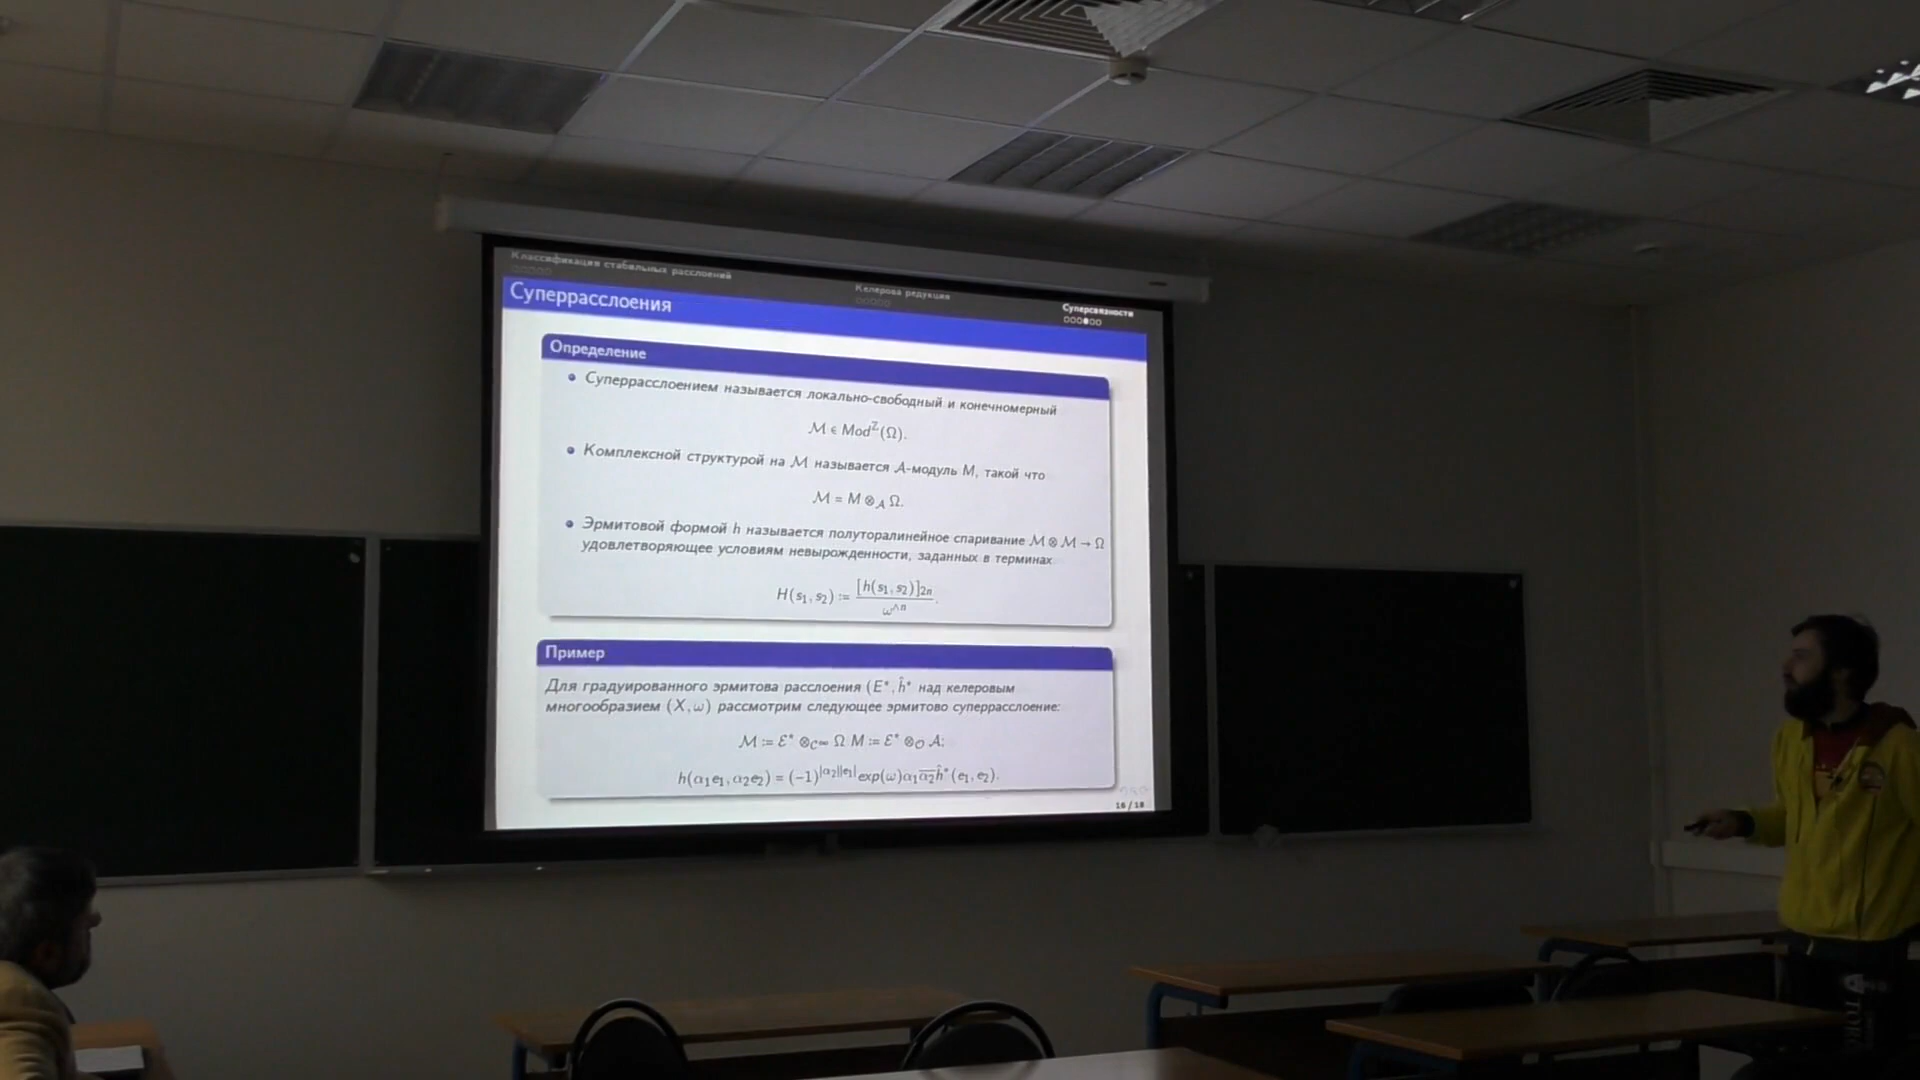 Классификация стабильных расслоений
Келерова редукция
Суперсвязности
Суперрасслоения
Определение
• Суперрасслоением называется локально-свободный и конечномерный
ℳ ∈ Mod^ℤ(Ω).
• Комплексной структурой на ℳ называется 𝒜-модуль M, такой что
ℳ = M ⊗_𝒜 Ω.
• Эрмитовой формой h называется полуторалинейное спаривание ℳ ⊗ ℳ → Ω
удовлетворяющее условиям невырожденности, заданных в терминах
H(s₁, s₂) := [h(s₁, s₂)]₂ₙ / ω^∧n.
Пример
Для градуированного эрмитова расслоения (E*, ĥ* над келеровым
многообразием (X, ω) рассмотрим следующее эрмитово суперрасслоение:
ℳ := ℰ* ⊗_C^∞ Ω M := ℰ* ⊗_𝒪 𝒜;
h(α₁e₁, α₂e₂) = (−1)^|α₂||e₁| exp(ω)α₁α̅₂ĥ*(e₁, e₂).
16 / 18